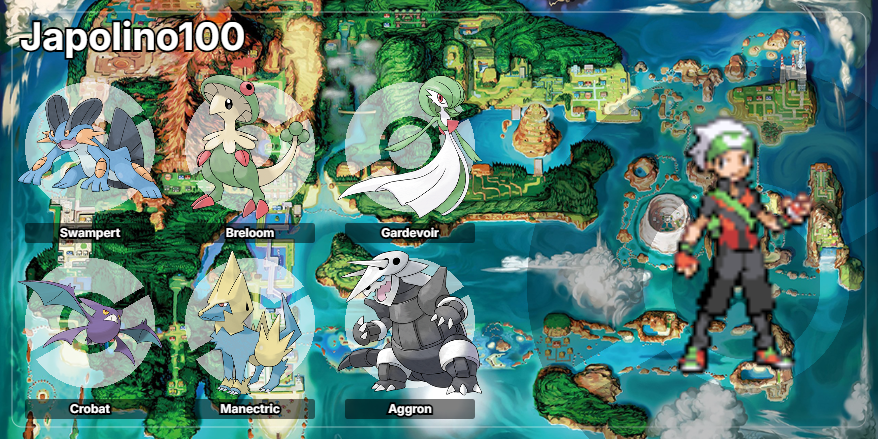 Japolino100
Swampert
Breloom
Gardevoir
Crobat
Manectric
Aggron